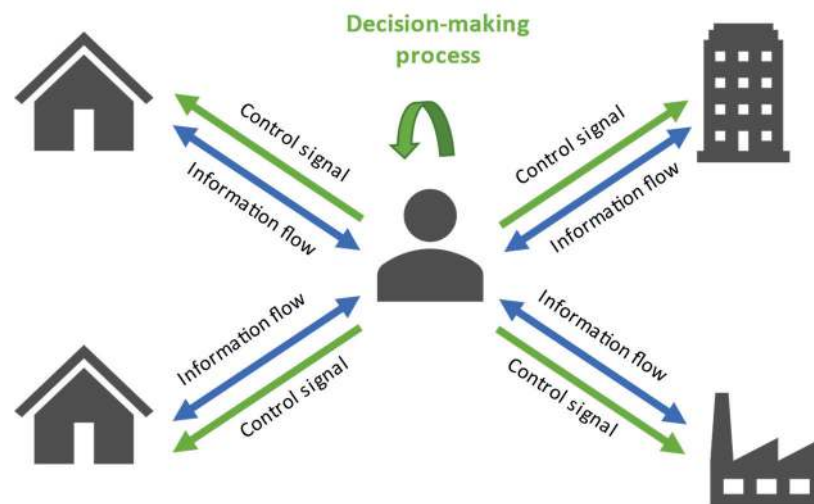 Decision-making
process
Control signal
Information flow
Control signal
Information flow
Information flow
Control signal
Information flow
Control signal